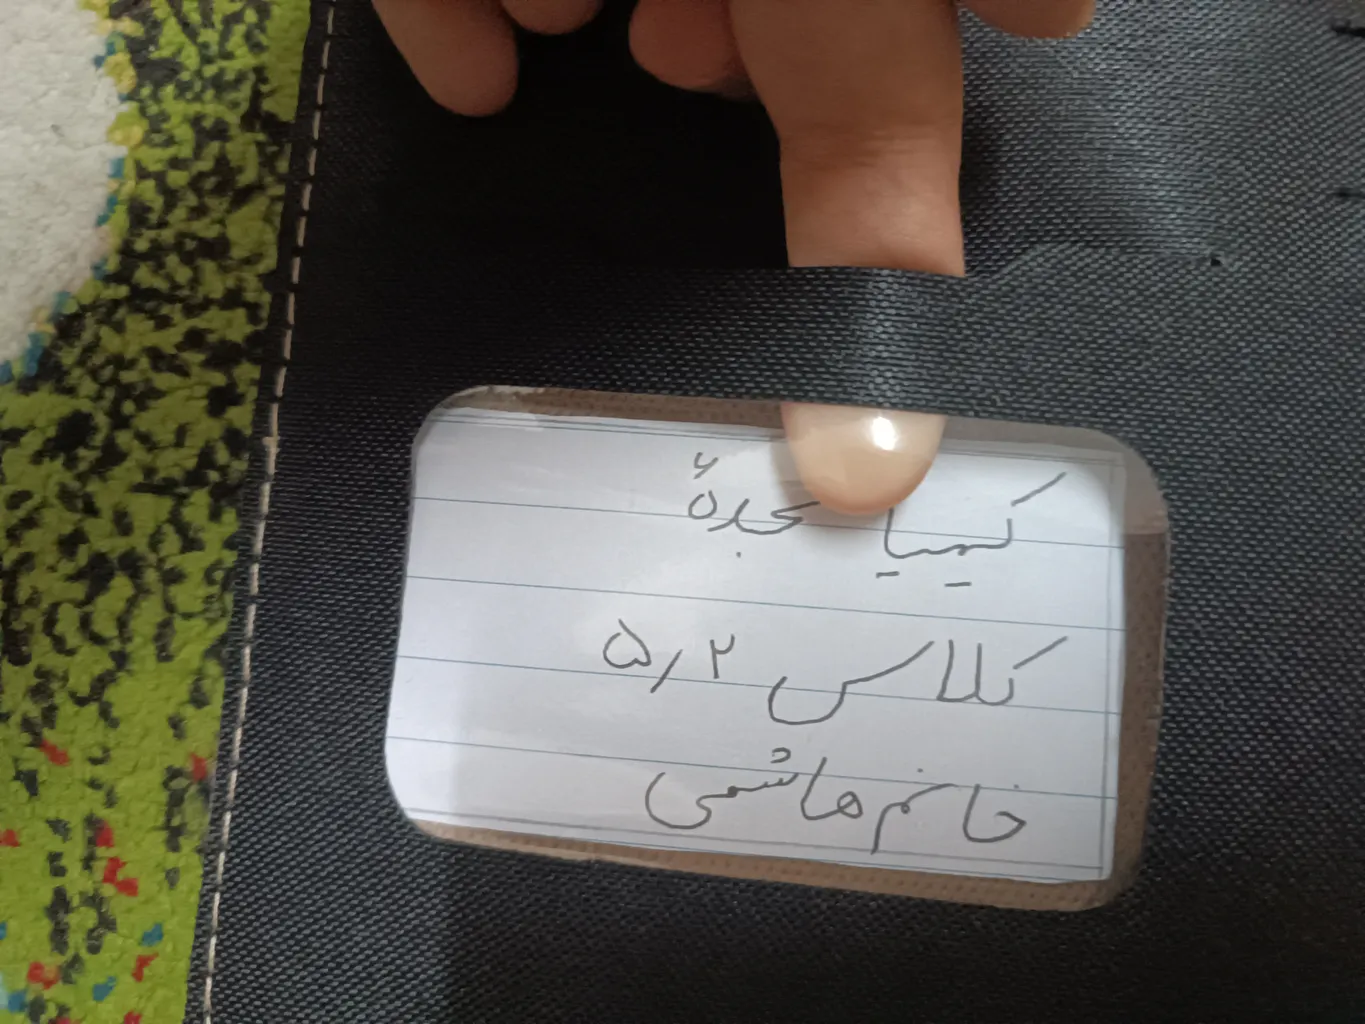 کیمیا
کلاس ۵٫۲
خانم هاشمی